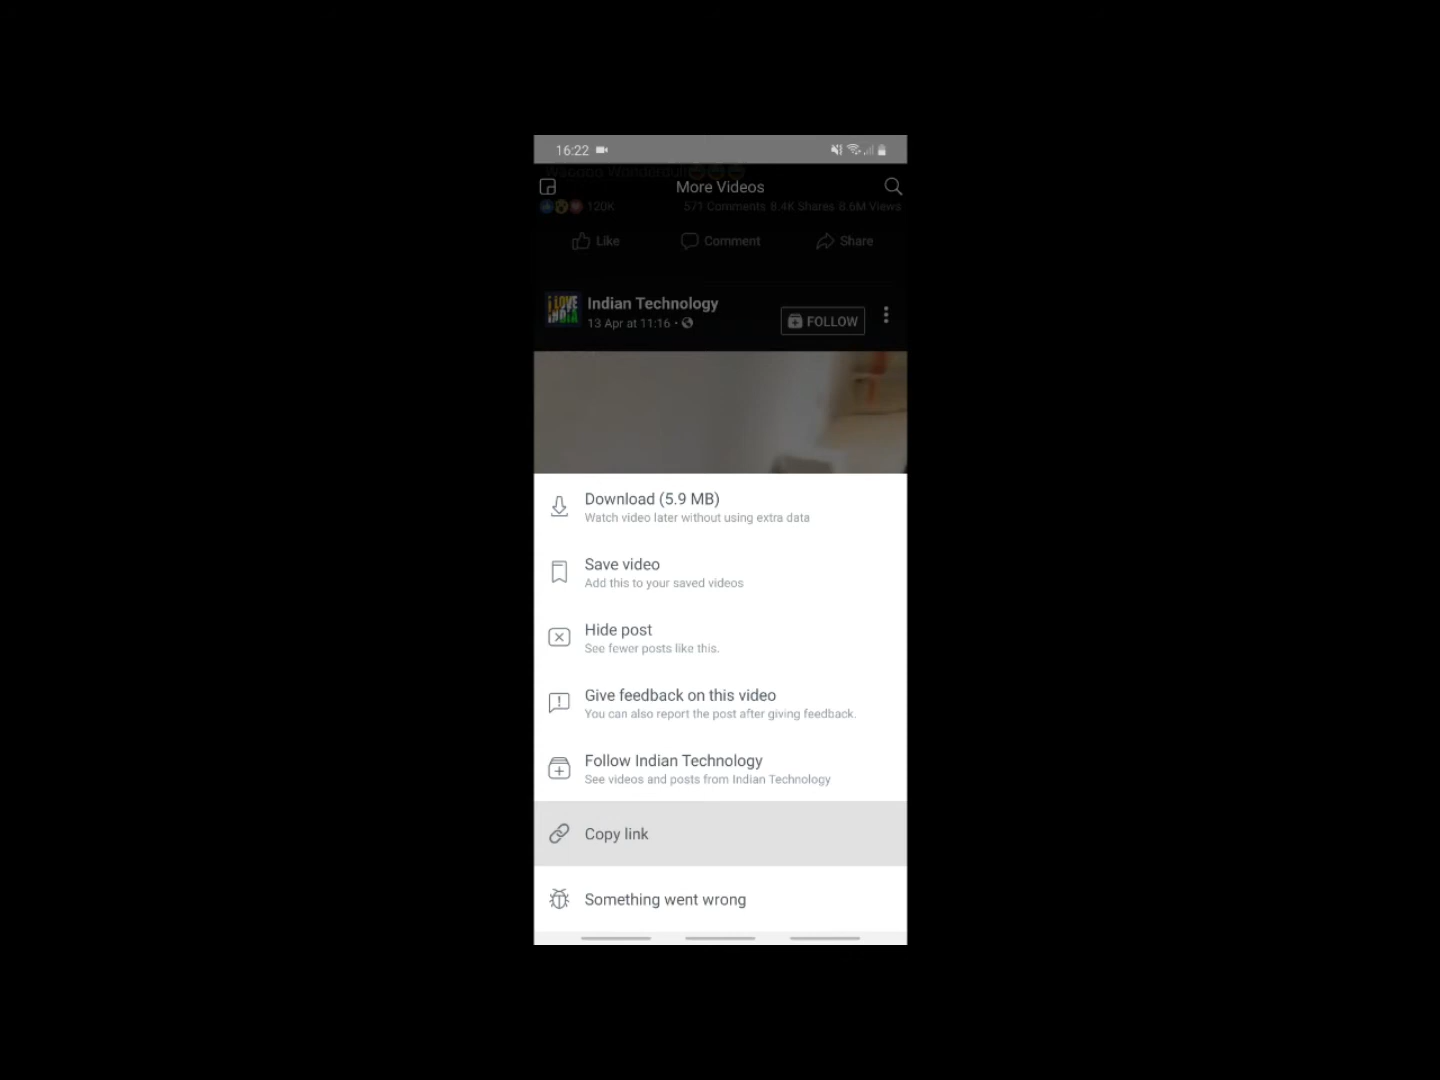 16:22
Wacobu Wonderdull
More Videos
120K 571 Comments 8.4K Shares 8.6M Views
Like Comment Share
I LOVE INDIA
Indian Technology
13 Apr at 11:16
FOLLOW
Download (5.9 MB)
Watch video later without using extra data
Save video
Add this to your saved videos
Hide post
See fewer posts like this.
Give feedback on this video
You can also report the post after giving feedback.
Follow Indian Technology
See videos and posts from Indian Technology
Copy link
Something went wrong